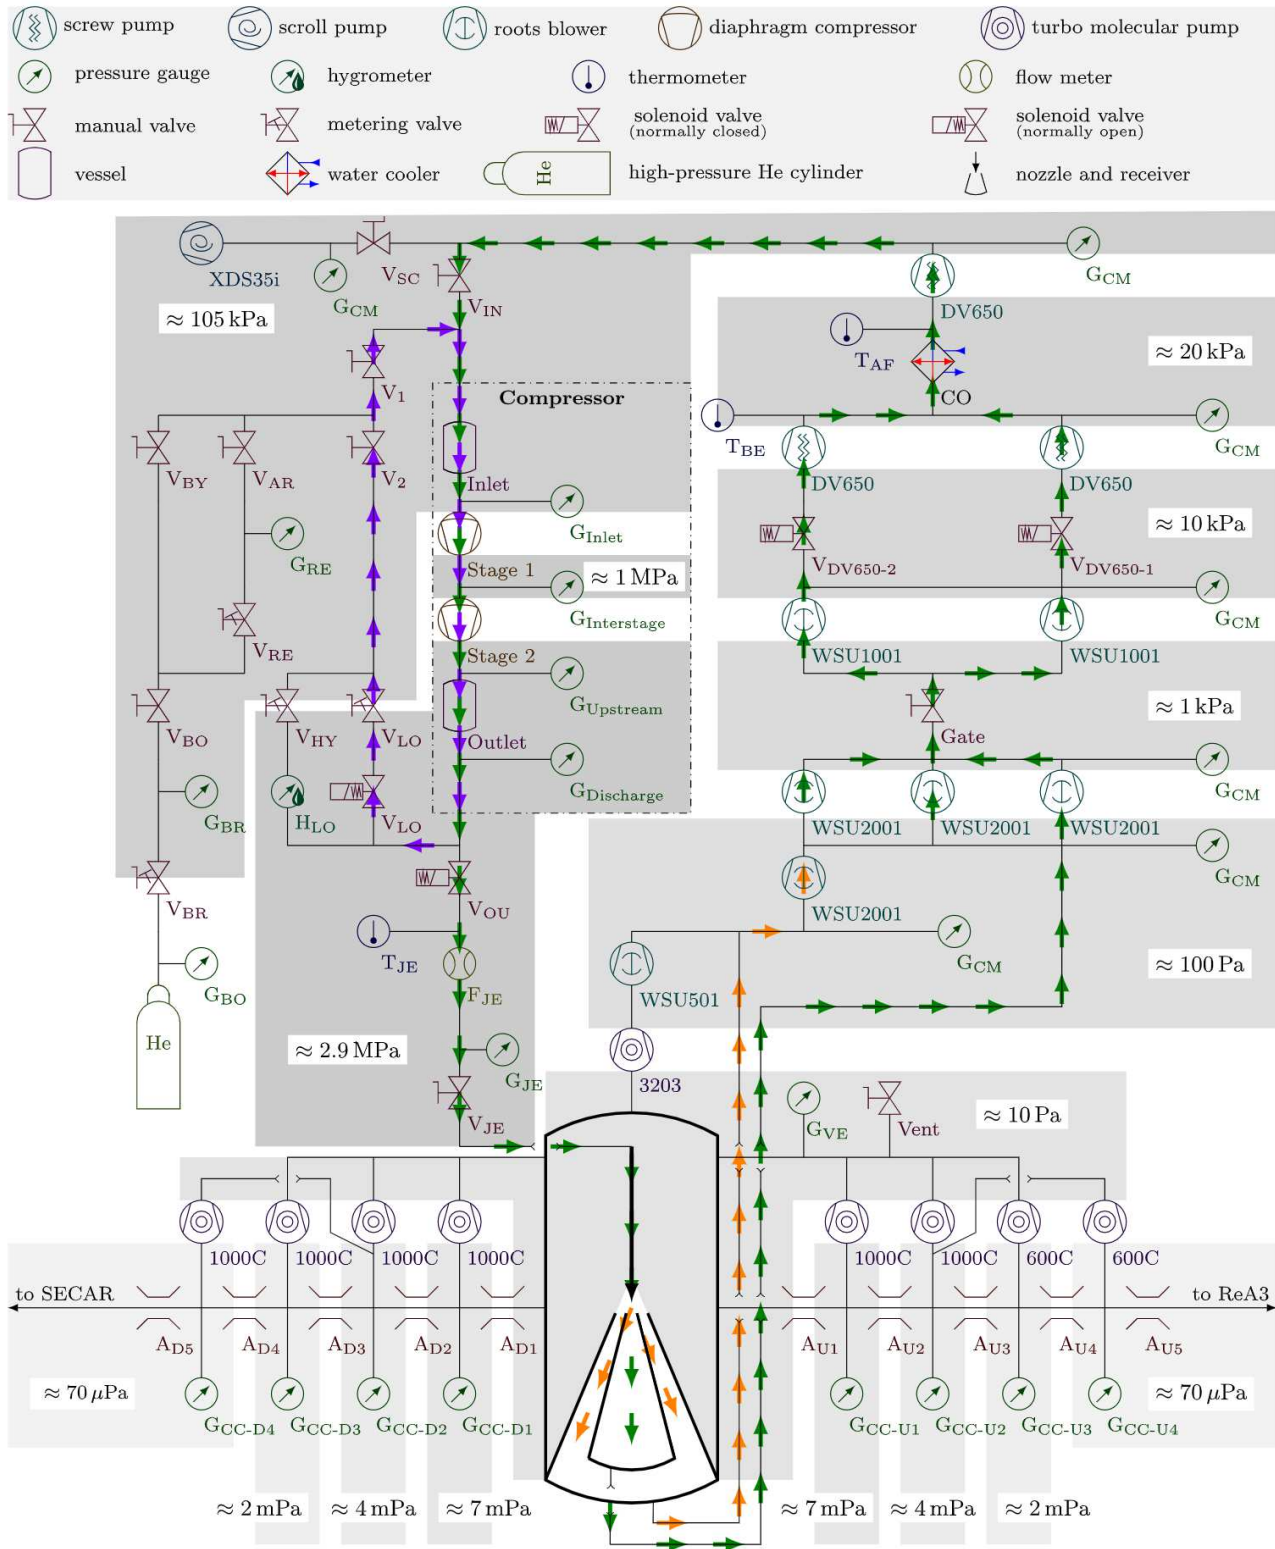 screw pump
scroll pump
roots blower
diaphragm compressor
turbo molecular pump
pressure gauge
hygrometer
thermometer
flow meter
manual valve
metering valve
solenoid valve
(normally closed)
solenoid valve
(normally open)
vessel
water cooler
He
high-pressure He cylinder
nozzle and receiver
XDS35i
G_CM
V_SC
V_IN
G_CM
≈ 105 kPa
DV650
T_AF
≈ 20 kPa
V_1
CO
Compressor
T_BE
G_CM
V_BY
V_AR
V_2
Inlet
DV650
DV650
G_Inlet
≈ 10 kPa
G_RE
Stage 1
≈ 1 MPa
V_DV650-2
V_DV650-1
G_Interstage
G_CM
V_RE
Stage 2
WSU1001
WSU1001
G_Upstream
≈ 1 kPa
V_BO
V_HY
V_LO
Outlet
Gate
G_Discharge
G_CM
G_BR
H_LO
V_LO
WSU2001
WSU2001
WSU2001
G_CM
V_BR
V_OU
WSU2001
T_JE
G_CM
≈ 100 Pa
G_BO
F_JE
WSU501
He
≈ 2.9 MPa
G_JE
3203
V_JE
G_VE
Vent
≈ 10 Pa
1000C
1000C
1000C
1000C
1000C
1000C
600C
600C
to SECAR
to ReA3
A_D5
A_D4
A_D3
A_D2
A_D1
A_U1
A_U2
A_U3
A_U4
A_U5
≈ 70 μPa
≈ 70 μPa
G_CC-D4
G_CC-D3
G_CC-D2
G_CC-D1
G_CC-U1
G_CC-U2
G_CC-U3
G_CC-U4
≈ 2 mPa
≈ 4 mPa
≈ 7 mPa
≈ 7 mPa
≈ 4 mPa
≈ 2 mPa